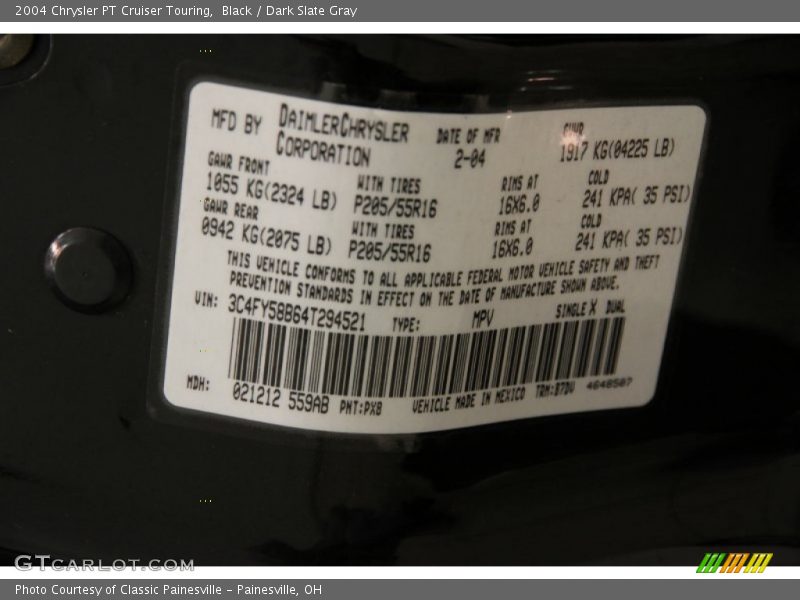 2004 Chrysler PT Cruiser Touring, Black / Dark Slate Gray
MFD BY DAIMLERCHRYSLER CORPORATION DATE OF MFR 2-04 GVWR 1917 KG(04225 LB)
GAWR FRONT WITH TIRES RIMS AT COLD
1055 KG(2324 LB) P205/55R16 16X6.0 241 KPA( 35 PSI)
GAWR REAR WITH TIRES RIMS AT COLD
0942 KG(2075 LB) P205/55R16 16X6.0 241 KPA( 35 PSI)
THIS VEHICLE CONFORMS TO ALL APPLICABLE FEDERAL MOTOR VEHICLE SAFETY AND THEFT
PREVENTION STANDARDS IN EFFECT ON THE DATE OF MANUFACTURE SHOWN ABOVE.
VIN: 3C4FY58B64T294521 TYPE: MPV SINGLE X DUAL
MDH: 021212 559AB PNT:PX8 VEHICLE MADE IN MEXICO TRM:B7DV 4648507
GTCARLOT.COM
Photo Courtesy of Classic Painesville – Painesville, OH